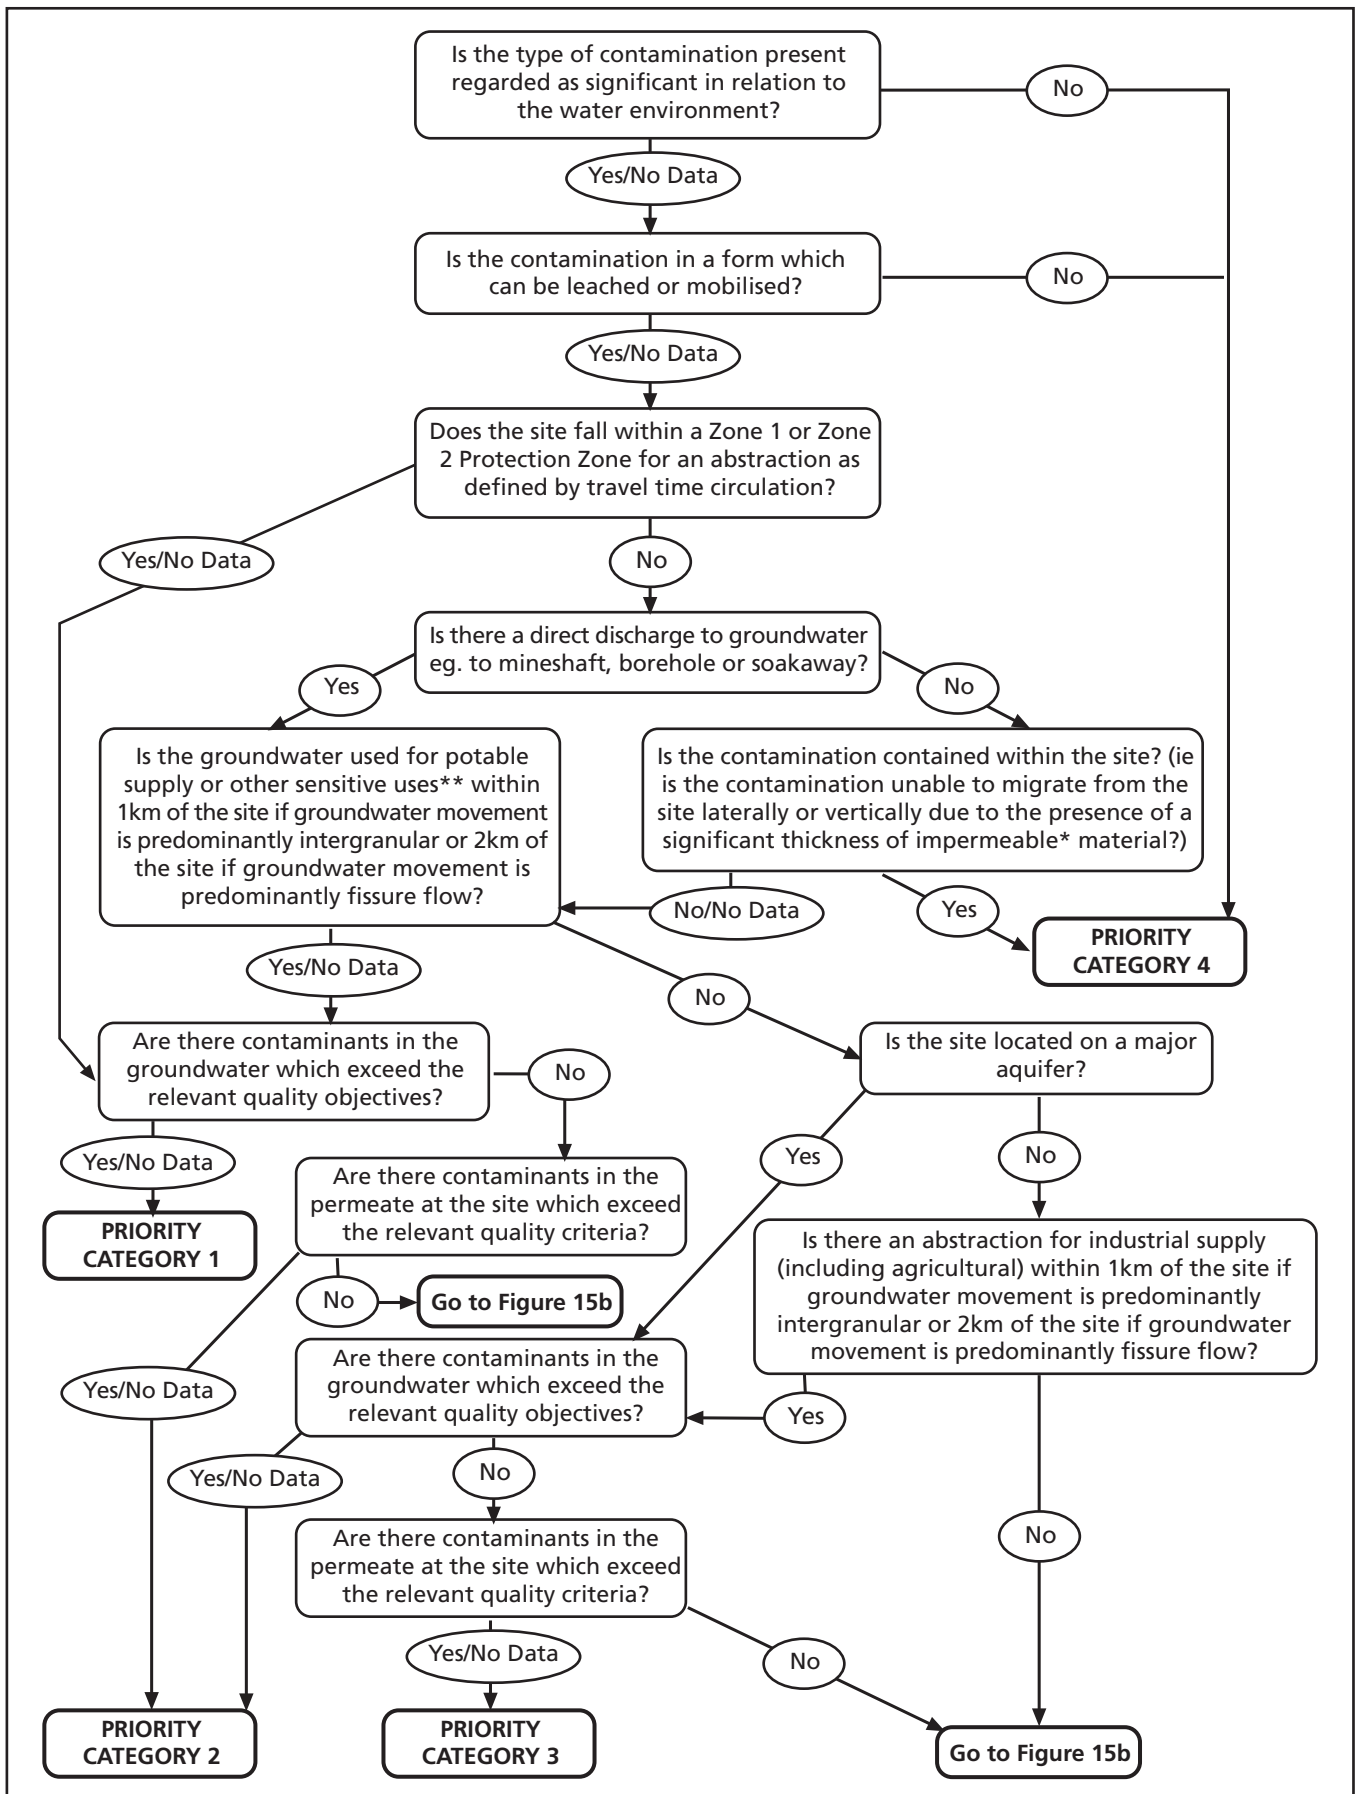 Is the type of contamination present
regarded as significant in relation to
the water environment?
No
Yes/No Data
Is the contamination in a form which
can be leached or mobilised?
No
Yes/No Data
Does the site fall within a Zone 1 or Zone
2 Protection Zone for an abstraction as
defined by travel time circulation?
Yes/No Data
No
Is there a direct discharge to groundwater
eg. to mineshaft, borehole or soakaway?
Yes
No
Is the groundwater used for potable
supply or other sensitive uses** within
1km of the site if groundwater movement
is predominantly intergranular or 2km of
the site if groundwater movement is
predominantly fissure flow?
Is the contamination contained within the site? (ie
is the contamination unable to migrate from the
site laterally or vertically due to the presence of a
significant thickness of impermeable* material?)
No/No Data
Yes
PRIORITY
CATEGORY 4
Yes/No Data
No
Are there contaminants in the
groundwater which exceed the
relevant quality objectives?
No
Is the site located on a major
aquifer?
Yes/No Data
Yes
No
PRIORITY
CATEGORY 1
Are there contaminants in the
permeate at the site which exceed
the relevant quality criteria?
Is there an abstraction for industrial supply
(including agricultural) within 1km of the site if
groundwater movement is predominantly
intergranular or 2km of the site if groundwater
movement is predominantly fissure flow?
No
Go to Figure 15b
Yes/No Data
Are there contaminants in the
groundwater which exceed the
relevant quality objectives?
Yes
Yes/No Data
No
No
Are there contaminants in the
permeate at the site which exceed
the relevant quality criteria?
Yes/No Data
No
PRIORITY
CATEGORY 2
PRIORITY
CATEGORY 3
Go to Figure 15b